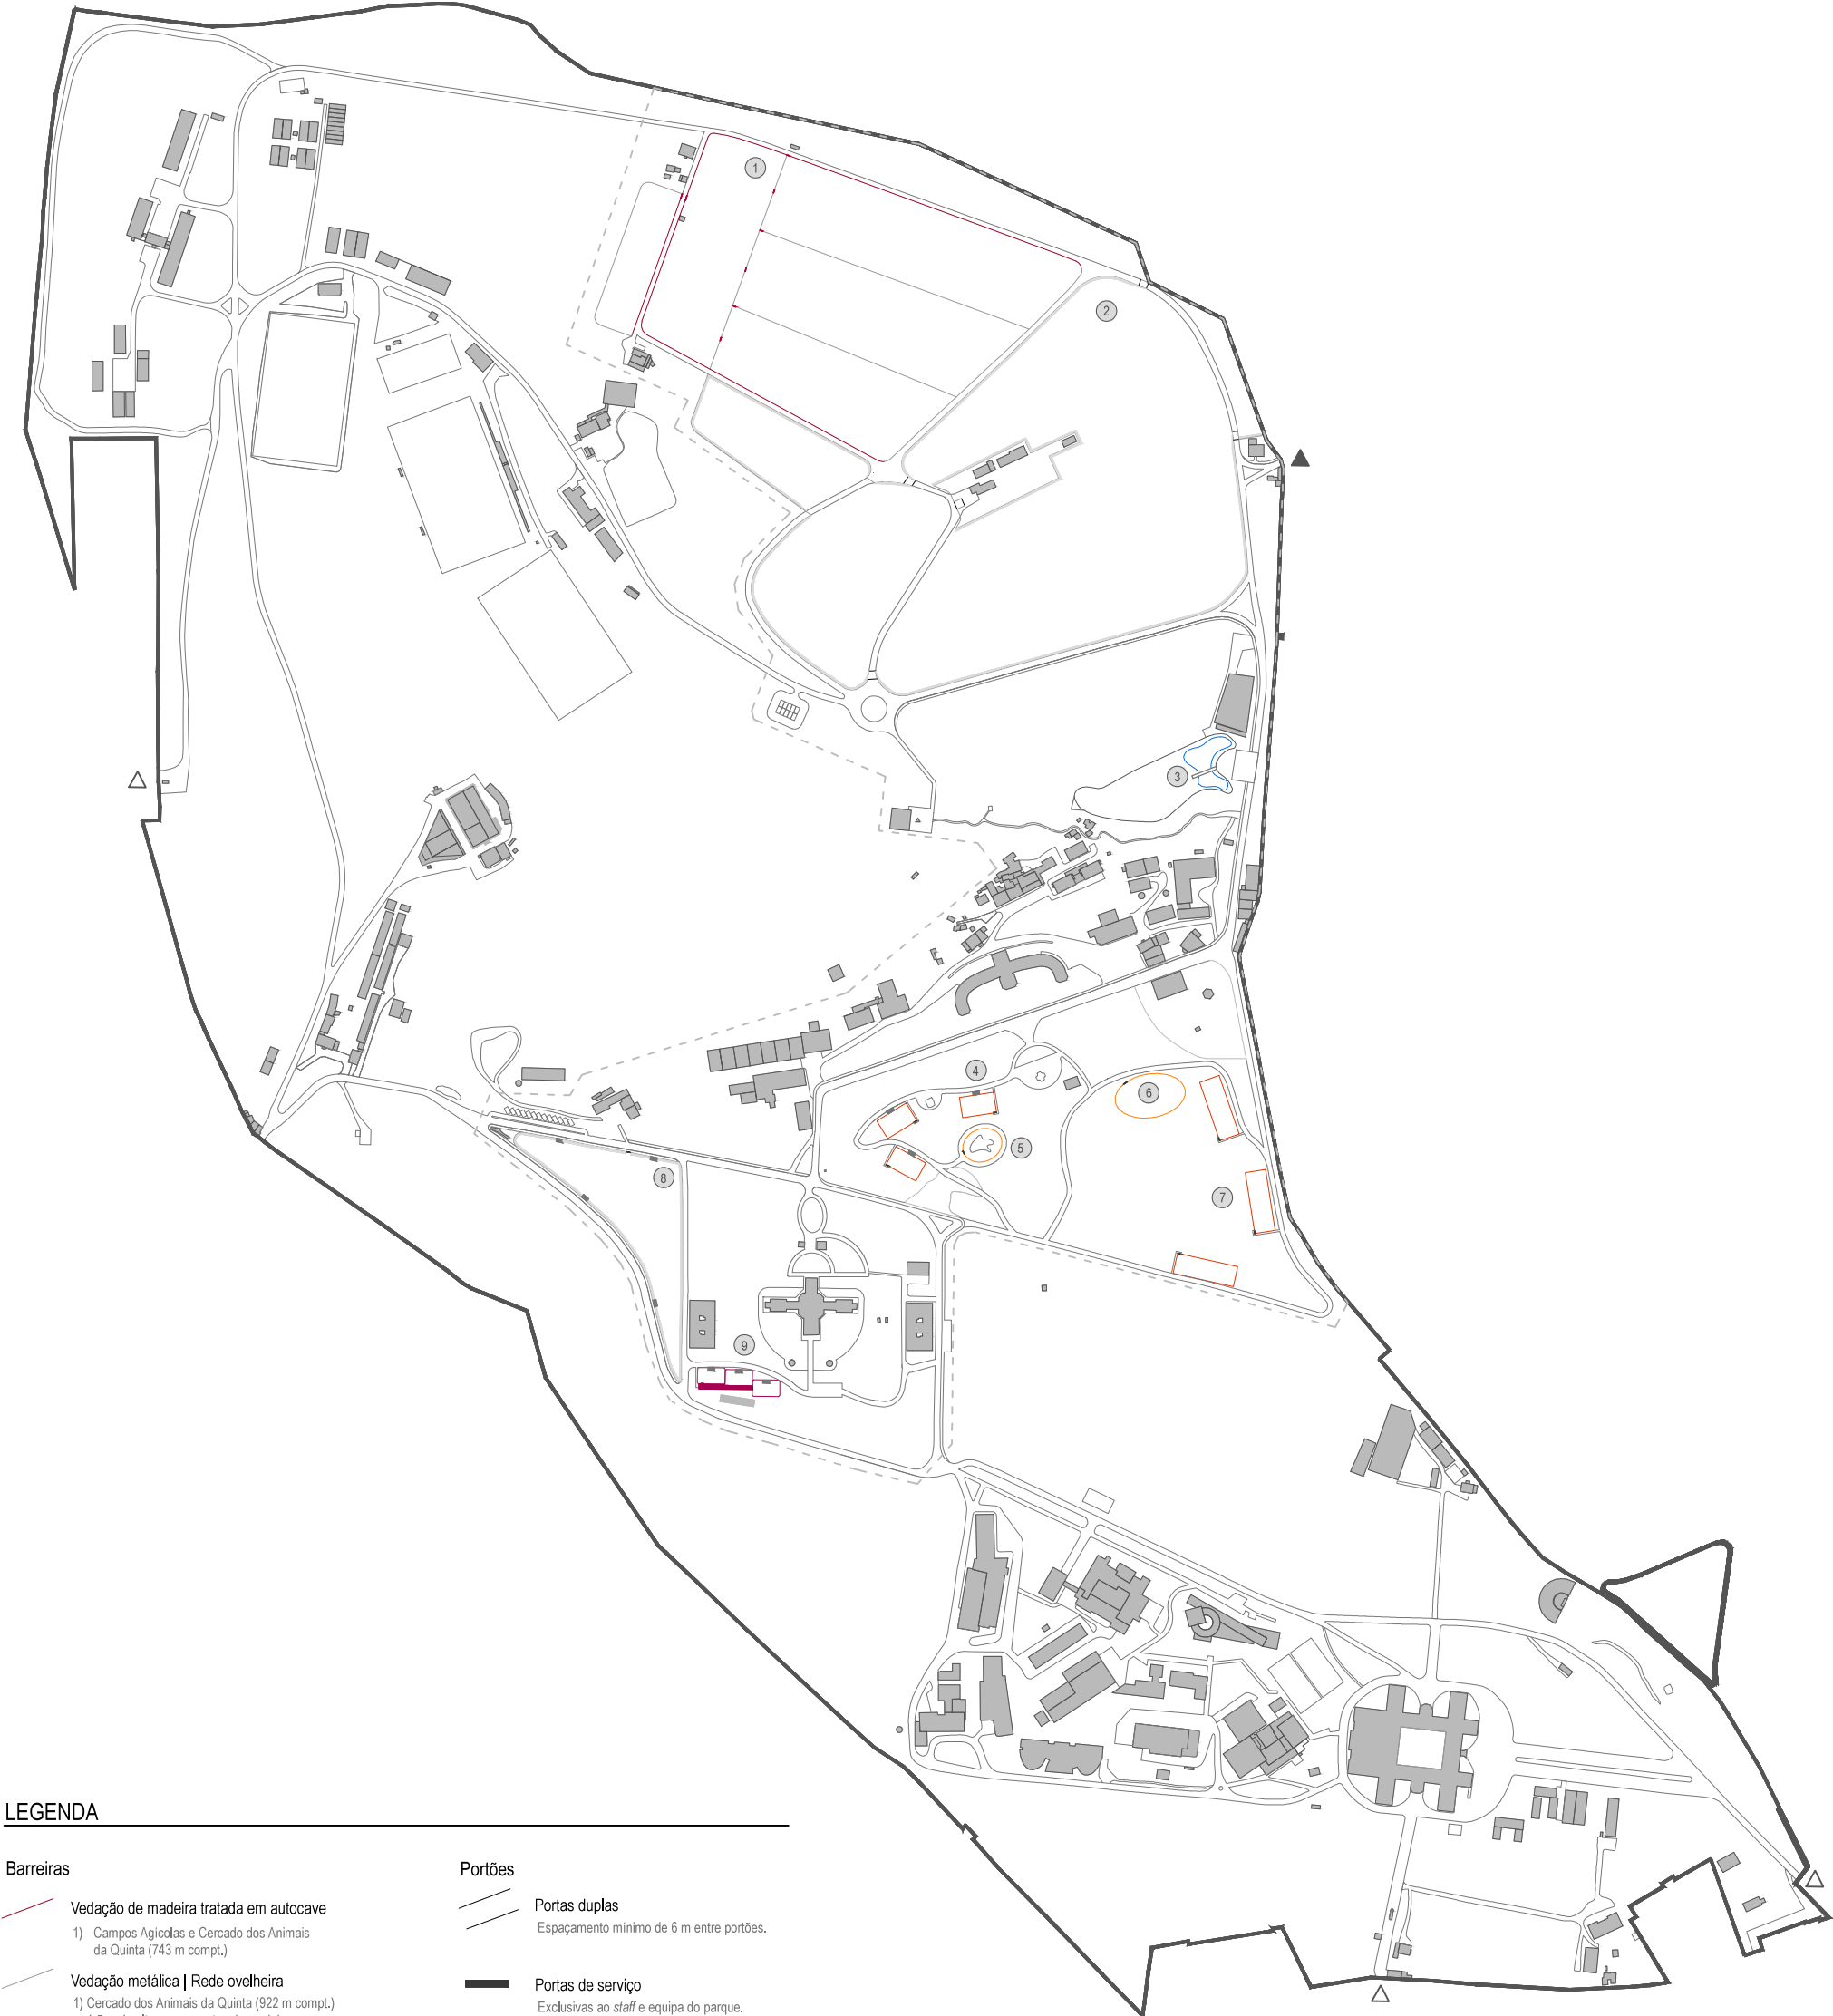 1
2
3
4
6
5
7
8
9
LEGENDA
Barreiras
Vedação de madeira tratada em autocave
1) Campos Agicolas e Cercado dos Animais
da Quinta (743 m compt.)
Vedação metálica | Rede ovelheira
1) Cercado dos Animais da Quinta (922 m compt.)
Portões
Portas duplas
Espaçamento minimo de 6 m entre portões.
Portas de serviço
Exclusivas ao staff e equipa do parque.